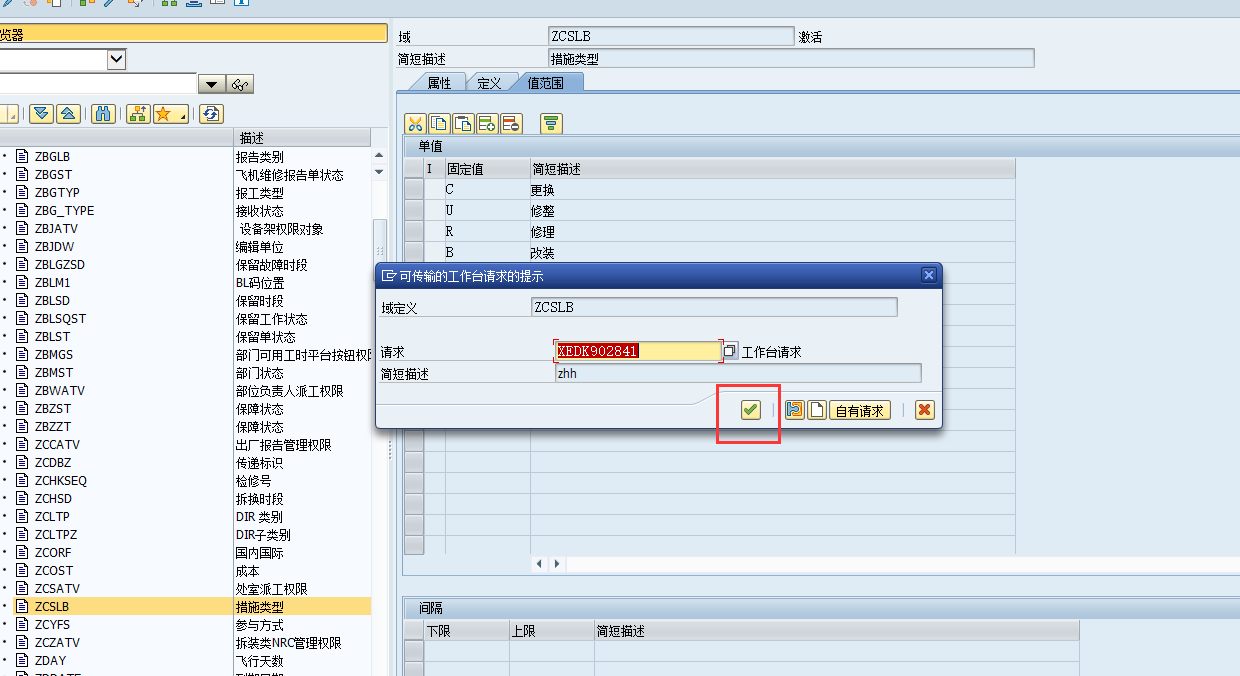 览器
域 ZCSLB 激活
简短描述 措施类型
属性 定义 值范围
描述
ZBGLB 报告类别
ZBGST 飞机维修报告单状态
ZBGTYP 报工类型
ZBG_TYPE 接收状态
ZBJATV 设备架权限对象
ZBJDW 编辑单位
ZBLGZSD 保留故障时段
ZBLM1 BL码位置
ZBLSD 保留时段
ZBLSQST 保留工作状态
ZBLST 保留单状态
ZBMGS 部门可用工时平台按钮权
ZBMST 部门状态
ZBWATV 部位负责人派工权限
ZBZST 保障状态
ZBZZT 保障状态
ZCCATV 出厂报告管理权限
ZCDBZ 传递标识
ZCHKSEQ 检修号
ZCHSD 拆换时段
ZCLTP DIR 类别
ZCLTPZ DIR子类别
ZCORF 国内国际
ZCOST 成本
ZCSATV 处室派工权限
ZCSLB 措施类型
ZCYFS 参与方式
ZCZATV 拆装类NRC管理权限
ZDAY 飞行天数
单值
I 固定值 简短描述
C 更换
U 修整
R 修理
B 改装
可传输的工作台请求的提示
域定义 ZCSLB
请求 XEDK902841 工作台请求
简短描述 zhh
自有请求
间隔
下限 上限 简短描述